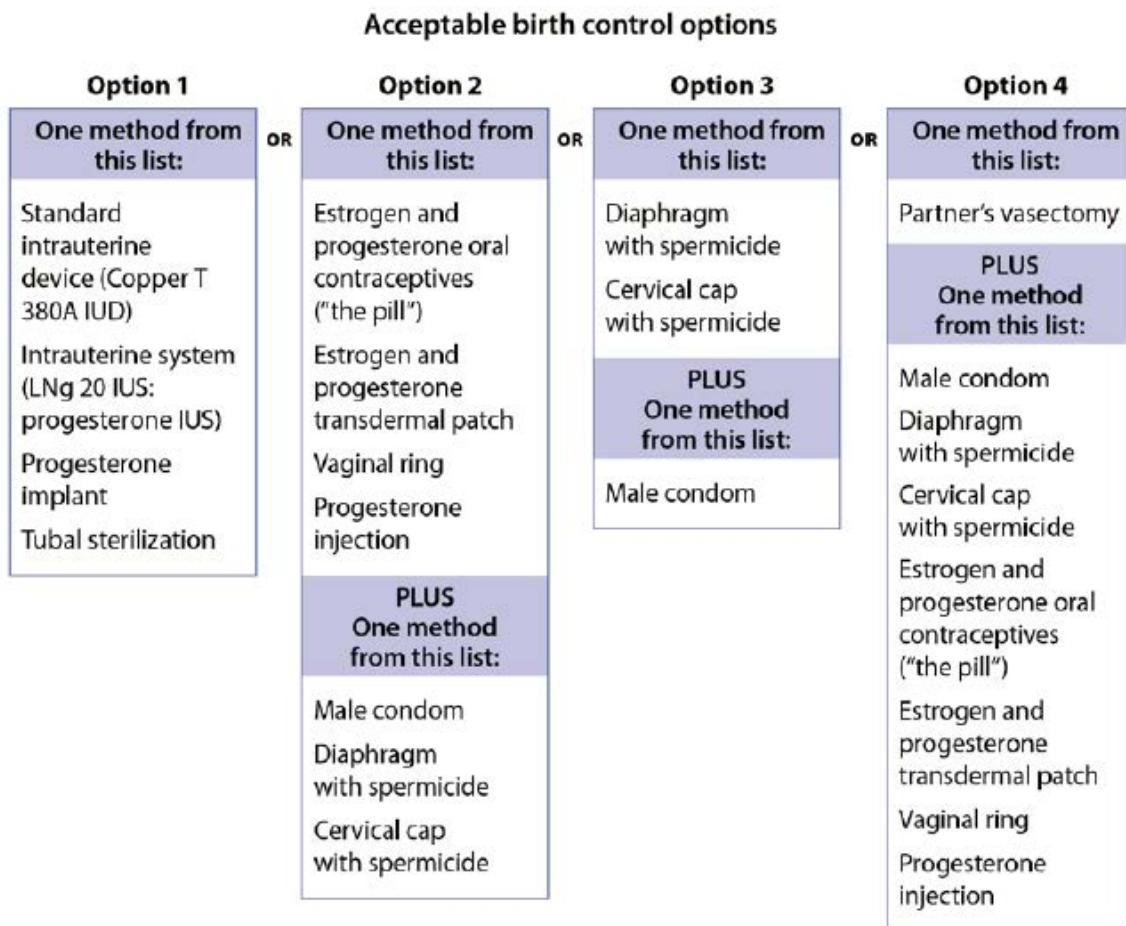 Acceptable birth control options
Option 1
One method from
this list:
Standard
intrauterine
device (Copper T
380A IUD)
Intrauterine system
(LNg 20 IUS:
progesterone IUS)
Progesterone
implant
Tubal sterilization
OR
Option 2
One method from
this list:
Estrogen and
progesterone oral
contraceptives
("the pill")
Estrogen and
progesterone
transdermal patch
Vaginal ring
Progesterone
injection
PLUS
One method
from this list:
Male condom
Diaphragm
with spermicide
Cervical cap
with spermicide
OR
Option 3
One method from
this list:
Diaphragm
with spermicide
Cervical cap
with spermicide
PLUS
One method
from this list:
Male condom
OR
Option 4
One method from
this list:
Partner's vasectomy
PLUS
One method
from this list:
Male condom
Diaphragm
with spermicide
Cervical cap
with spermicide
Estrogen and
progesterone oral
contraceptives
("the pill")
Estrogen and
progesterone
transdermal patch
Vaginal ring
Progesterone
injection